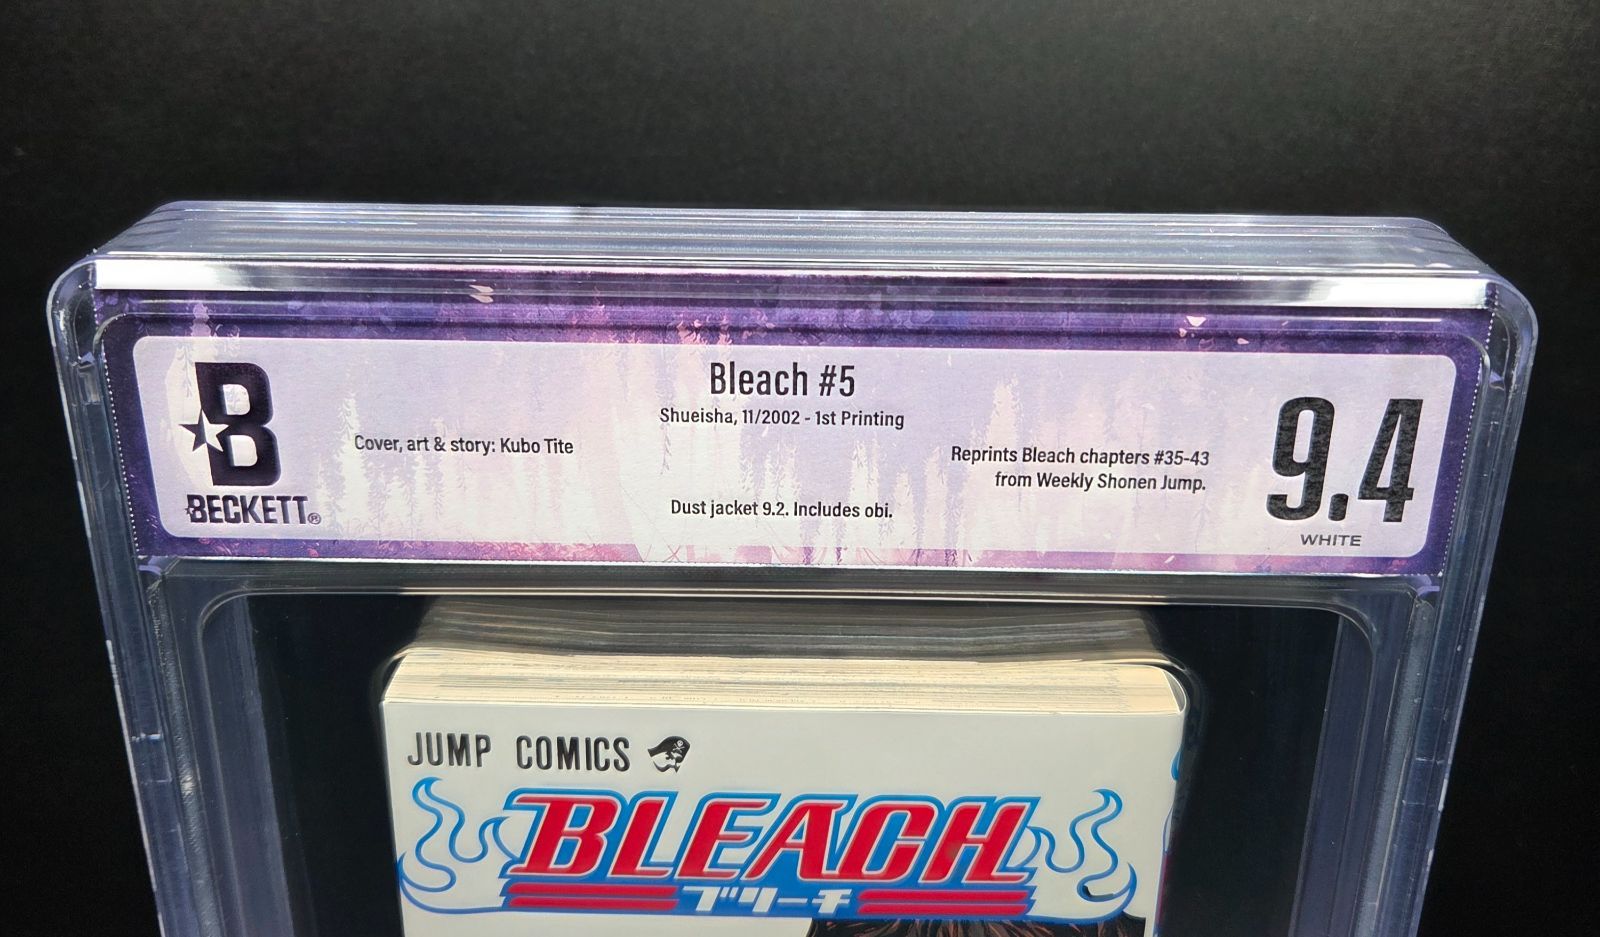 Bleach #5
Shueisha, 11/2002 - 1st Printing
Cover, art & story: Kubo Tite
Reprints Bleach chapters #35-43
from Weekly Shonen Jump.
Dust jacket 9.2. Includes obi.
B
BECKETT®
9.4
WHITE
JUMP COMICS
BLEACH
ブリーチ